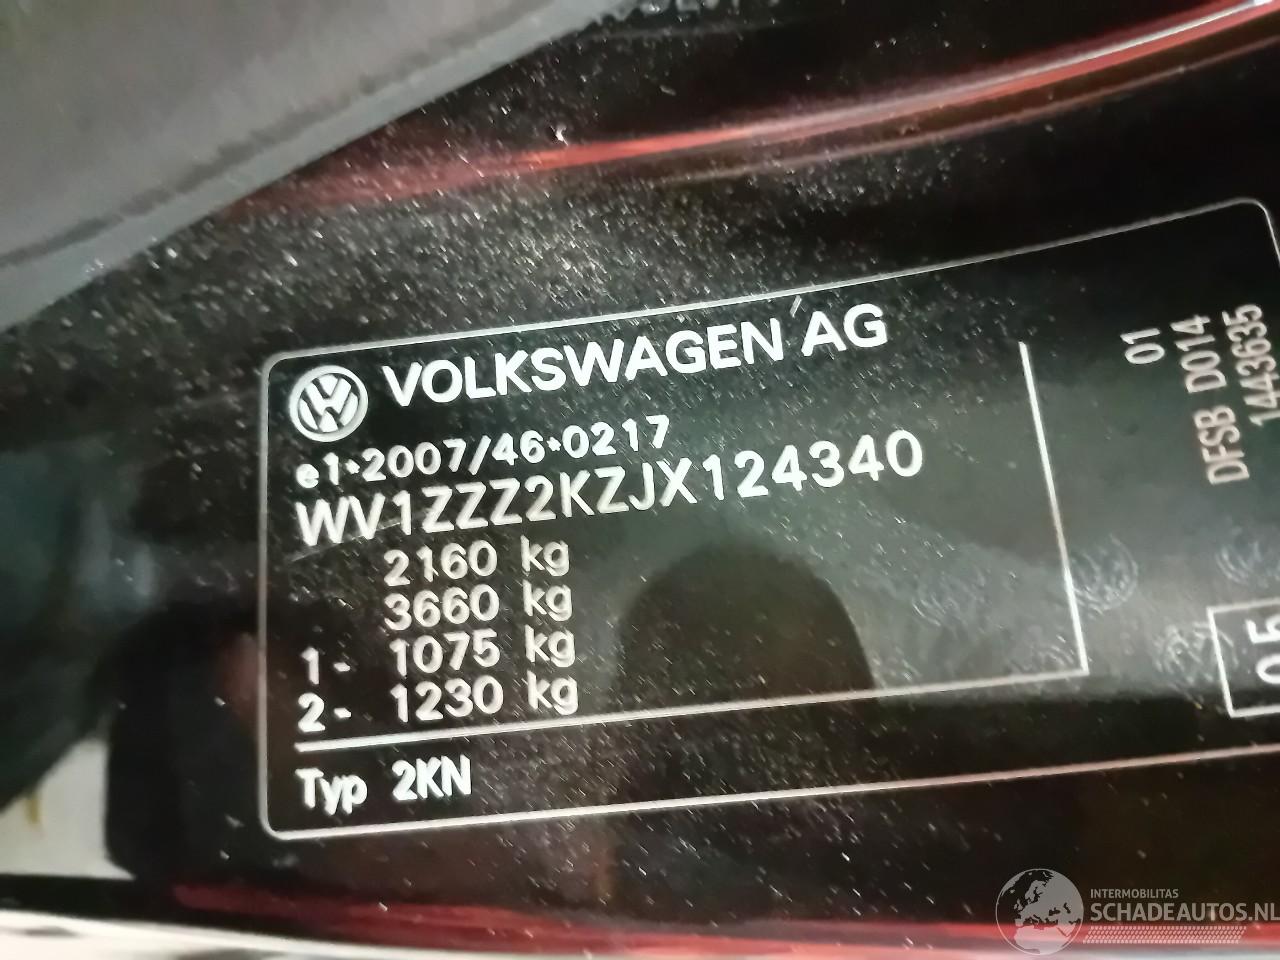 VOLKSWAGEN AG
e1*2007/46*0217
WV1ZZZ2KZJX124340
2160 kg
3660 kg
1- 1075 kg
2- 1230 kg
Typ 2KN
01
DFSB D014
1443635
05
INTERMOBILITAS
SCHADEAUTOS.NL